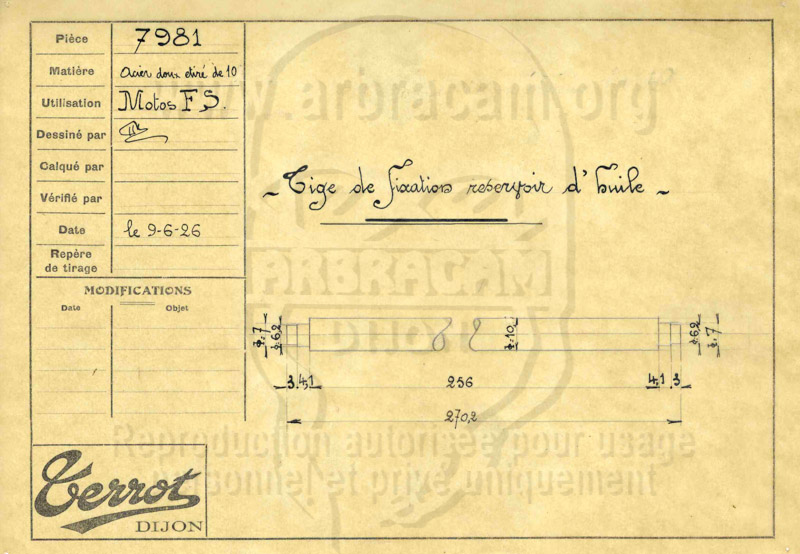 Pièce 7981
Matière Acier doux etiré de 10
Utilisation Motos F.S.
Dessiné par
Calqué par
Vérifié par
Date le 9-6-26
Repère
de tirage
MODIFICATIONS
Date Objet
Tige de fixation reservoir d'huile
7 6,2 10 6,2 7
3 4,1 256 4,1 3
270,2
Terrot
DIJON
www.arbracam.org
ARBRACAM
DIJON
Reproduction autorisée pour usage
personnel et privé uniquement